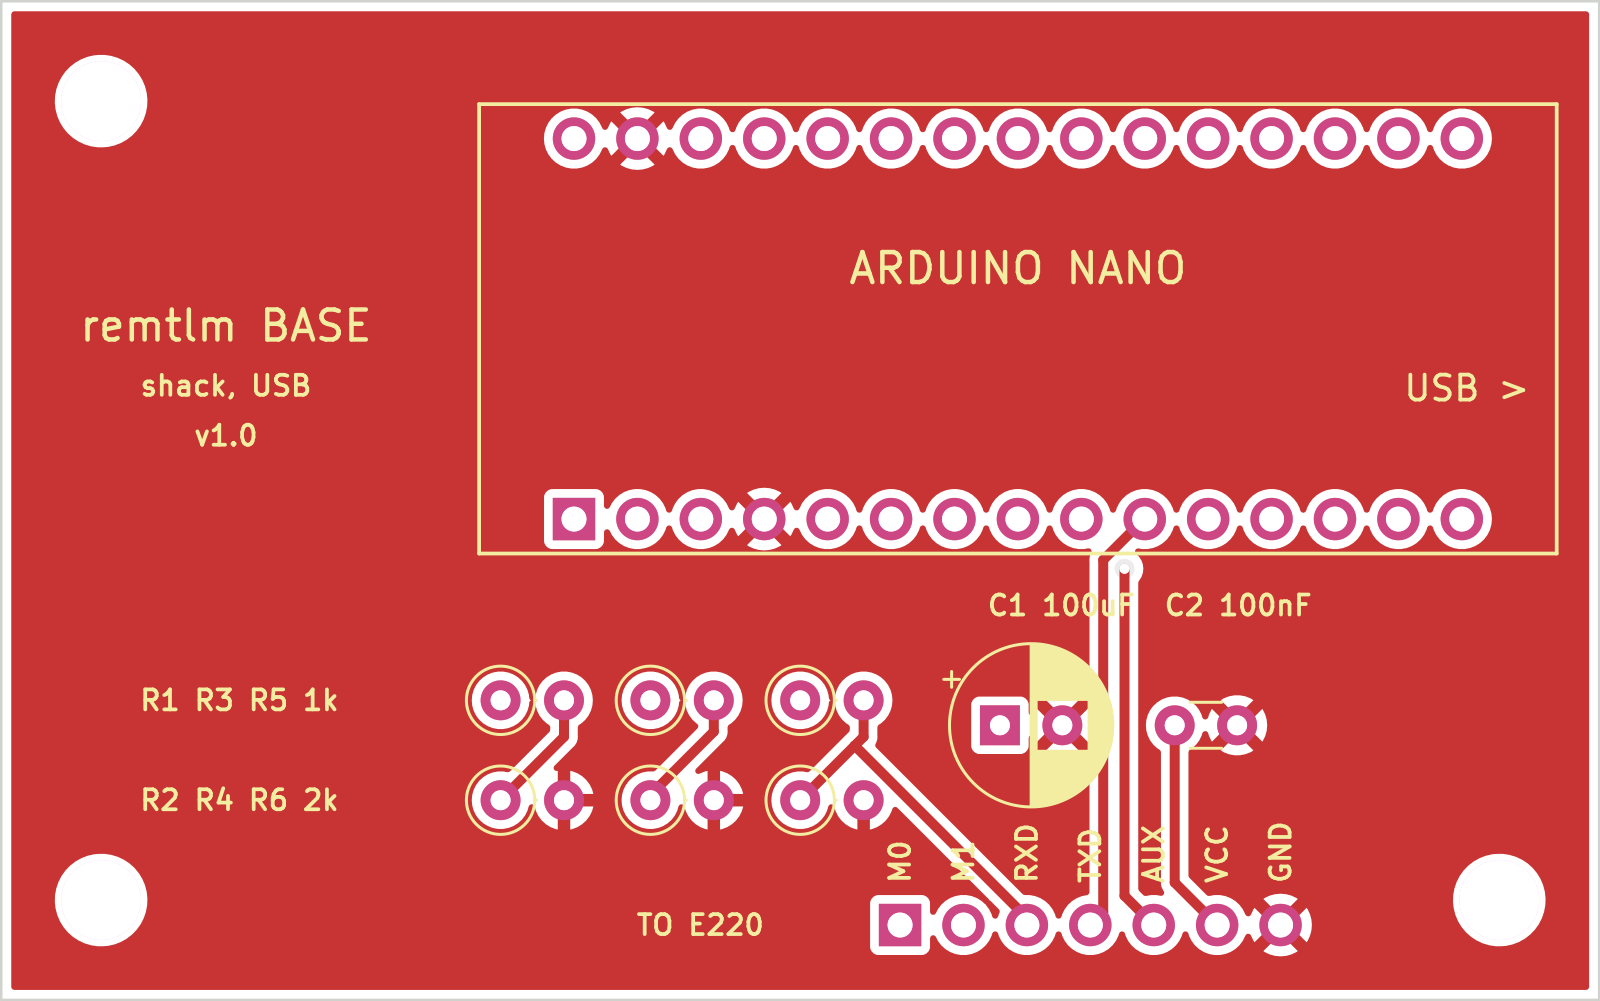 ARDUINO NANO
remtlm BASE
shack, USB
v1.0
USB >
C1 100uF
C2 100nF
+
R1 R3 R5 1k
R2 R4 R6 2k
M0
M1
RXD
TXD
AUX
VCC
GND
TO E220